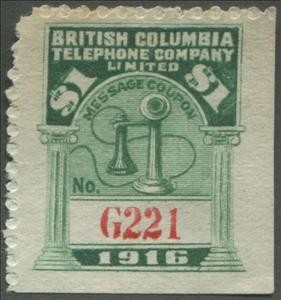 BRITISH COLUMBIA
TELEPHONE COMPANY
LIMITED
$1 $1
MESSAGE COUPON
No.
G221
1916